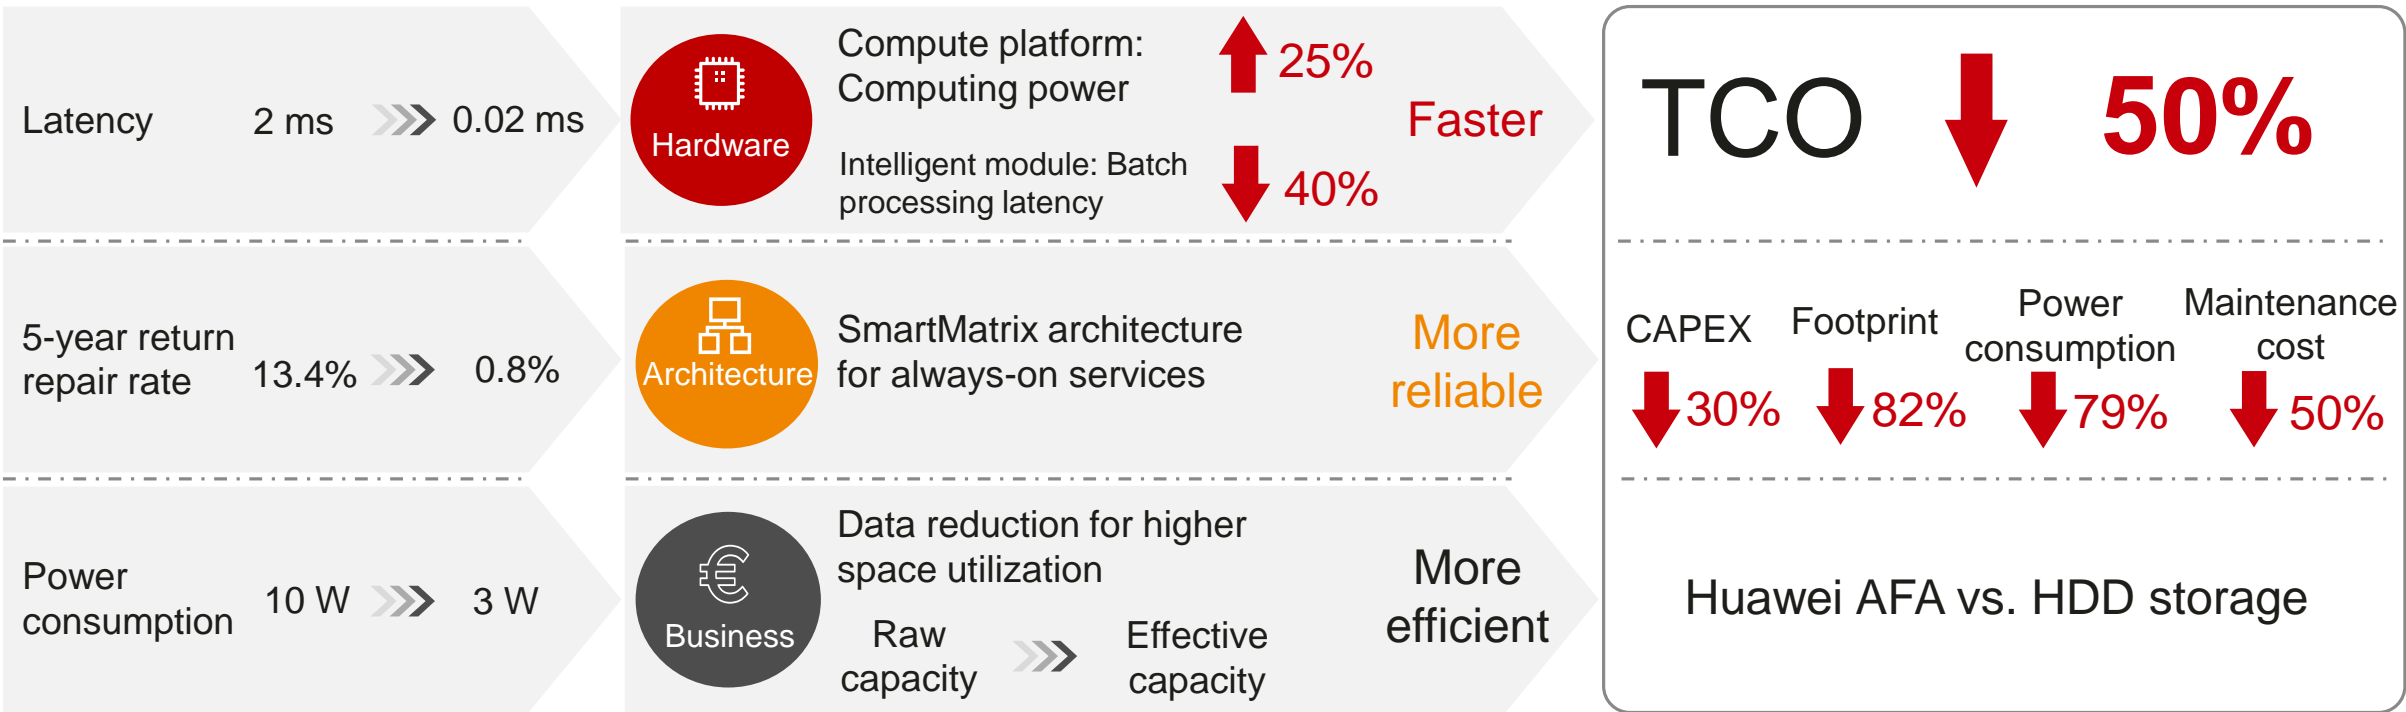 Latency
2 ms
0.02 ms
Hardware
Compute platform:
Computing power
25%
Intelligent module: Batch
processing latency
40%
Faster
5-year return
repair rate
13.4%
0.8%
Architecture
SmartMatrix architecture
for always-on services
More
reliable
Power
consumption
10 W
3 W
Business
Data reduction for higher
space utilization
Raw
capacity
Effective
capacity
More
efficient
TCO
50%
CAPEX
30%
Footprint
82%
Power
consumption
79%
Maintenance
cost
50%
Huawei AFA vs. HDD storage